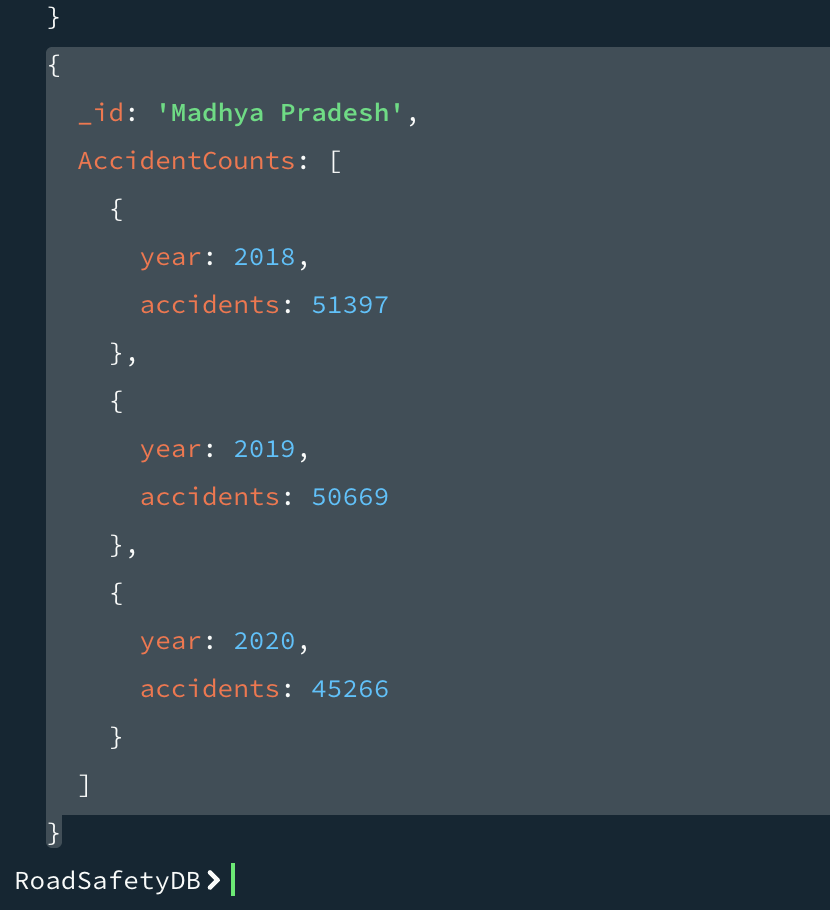 }
{
  _id: 'Madhya Pradesh',
  AccidentCounts: [
    {
      year: 2018,
      accidents: 51397
    },
    {
      year: 2019,
      accidents: 50669
    },
    {
      year: 2020,
      accidents: 45266
    }
  ]
}
RoadSafetyDB>